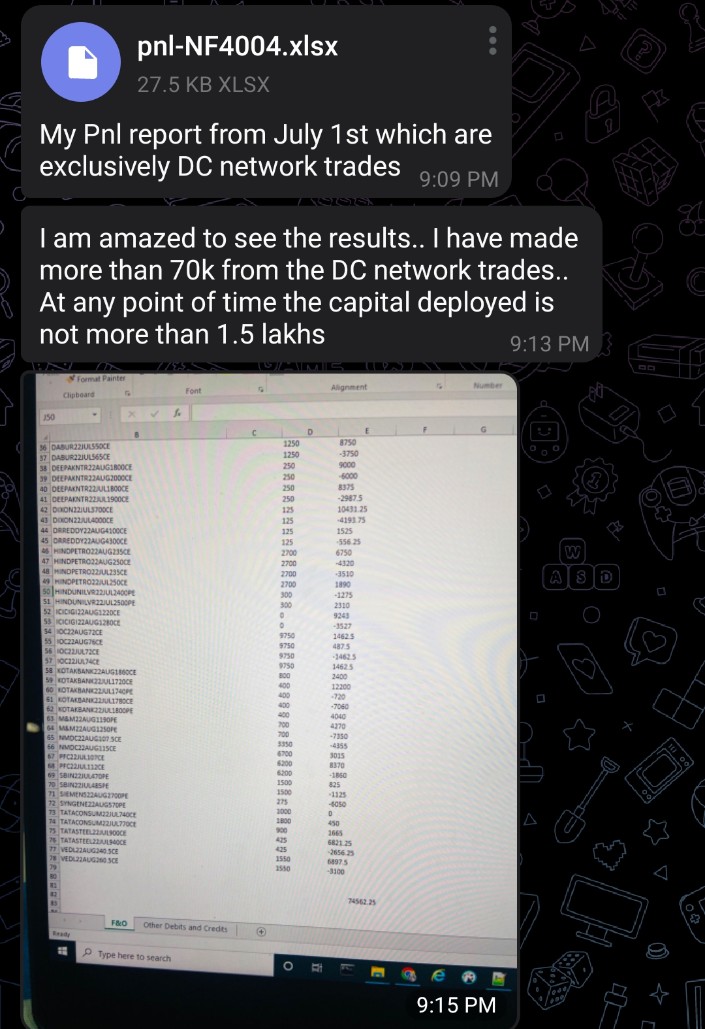 pnl-NF4004.xlsx
27.5 KB XLSX
My Pnl report from July 1st which are
exclusively DC network trades
9:09 PM
I am amazed to see the results.. I have made
more than 70k from the DC network trades..
At any point of time the capital deployed is
not more than 1.5 lakhs
9:13 PM
Format Painter
Clipboard Font Alignment Number
J50 fx
B C D E F G
36 DABUR22JUL550CE 1250 8750
37 DABUR22JUL565CE 1250 -3750
38 DEEPAKNTR22AUG1800CE 250 9000
39 DEEPAKNTR22AUG2000CE 250 -6000
40 DEEPAKNTR22JUL1800CE 250 8375
41 DEEPAKNTR22JUL1900CE 250 -2987.5
42 DIXON22JUL3700CE 125 10431.25
43 DIXON22JUL4000CE 125 -4193.75
44 DRREDDY22AUG4100CE 125 1525
45 DRREDDY22AUG4300CE 125 -556.25
46 HINDPETRO22AUG235CE 2700 6750
47 HINDPETRO22AUG250CE 2700 -4320
48 HINDPETRO22JUL235CE 2700 -3510
49 HINDPETRO22JUL250CE 2700 1890
50 HINDUNILVR22JUL2400PE 300 -1275
51 HINDUNILVR22JUL2500PE 300 2310
52 ICICIGI22AUG1220CE 0 9243
53 ICICIGI22AUG1280CE 0 -3527
54 IOC22AUG72CE 9750 1462.5
55 IOC22AUG76CE 9750 487.5
56 IOC22JUL72CE 9750 -1462.5
57 IOC22JUL74CE 9750 1462.5
58 KOTAKBANK22AUG1860CE 800 2400
59 KOTAKBANK22JUL1720CE 400 12200
60 KOTAKBANK22JUL1740PE 400 -720
61 KOTAKBANK22JUL1780CE 400 -7060
62 KOTAKBANK22JUL1800PE 400 4040
63 M&M22AUG1190PE 700 4270
64 M&M22AUG1250PE 700 -7350
65 NMDC22AUG107.5CE 3350 -4355
66 NMDC22AUG115CE 6700 3015
67 PFC22JUL107CE 6200 8370
68 PFC22JUL112CE 6200 -1860
69 SBIN22JUL470PE 1500 825
70 SBIN22JUL485PE 1500 -1125
71 SIEMENS22AUG2700PE 275 -6050
72 SYNGENE22AUG570PE 1000 0
73 TATACONSUM22JUL740CE 1800 450
74 TATACONSUM22JUL770CE 900 1665
75 TATASTEEL22JUL900CE 425 6821.25
76 TATASTEEL22JUL940CE 425 -2656.25
77 VEDL22AUG240.5CE 1550 6897.5
78 VEDL22AUG260.5CE 1550 -3100
79
80
81
82 74562.25
83
F&O Other Debits and Credits
Ready
Type here to search
9:15 PM